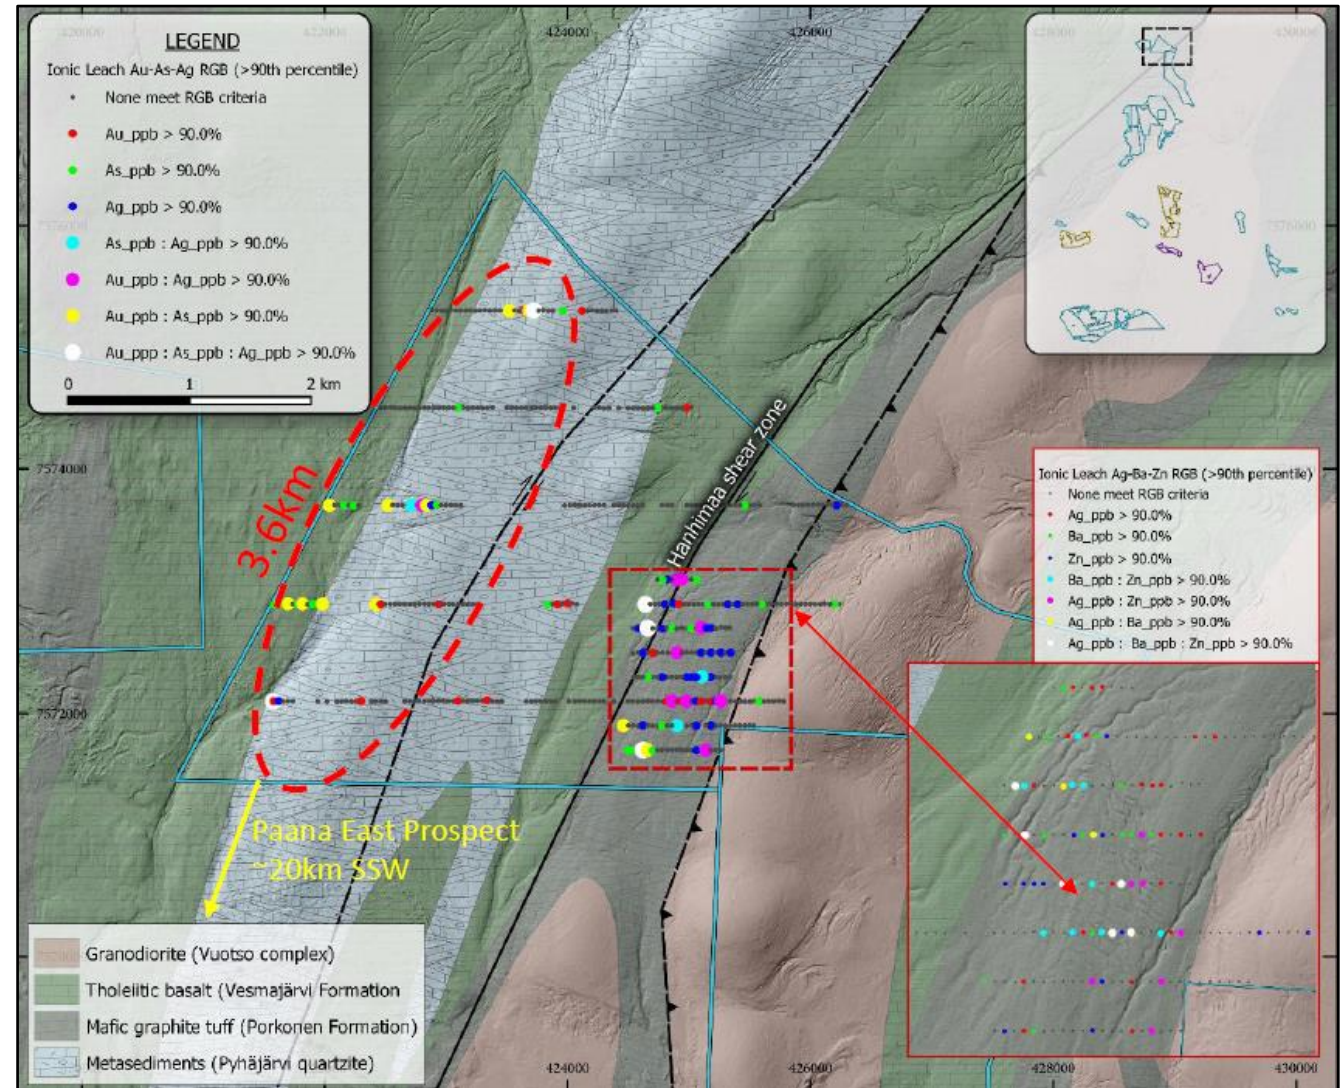 420000
422000
424000
426000
428000
430000
LEGEND
Ionic Leach Au-As-Ag RGB (>90th percentile)
None meet RGB criteria
Au_ppb > 90.0%
As_ppb > 90.0%
Ag_ppb > 90.0%
As_ppb : Ag_ppb > 90.0%
Au_ppb : Ag_ppb > 90.0%
Au_ppb : As_ppb > 90.0%
Au_ppp : As_ppb : Ag_ppb > 90.0%
0 1 2 km
7576000
7576000
7574000
3.6km
Hanhimaa shear zone
Ionic Leach Ag-Ba-Zn RGB (>90th percentile)
None meet RGB criteria
Ag_ppb > 90.0%
Ba_ppb > 90.0%
Zn_ppb > 90.0%
Ba_ppb : Zn_ppb > 90.0%
Ag_ppb : Zn_ppb > 90.0%
Ag_ppb : Ba_ppb > 90.0%
Ag_ppb : Ba_ppb : Zn_ppb > 90.0%
7572000
Paana East Prospect
~20km SSW
Granodiorite (Vuotso complex)
Tholeiitic basalt (Vesmajärvi Formation
Mafic graphite tuff (Porkonen Formation)
Metasediments (Pyhäjärvi quartzite)
424000
426000
428000
430000